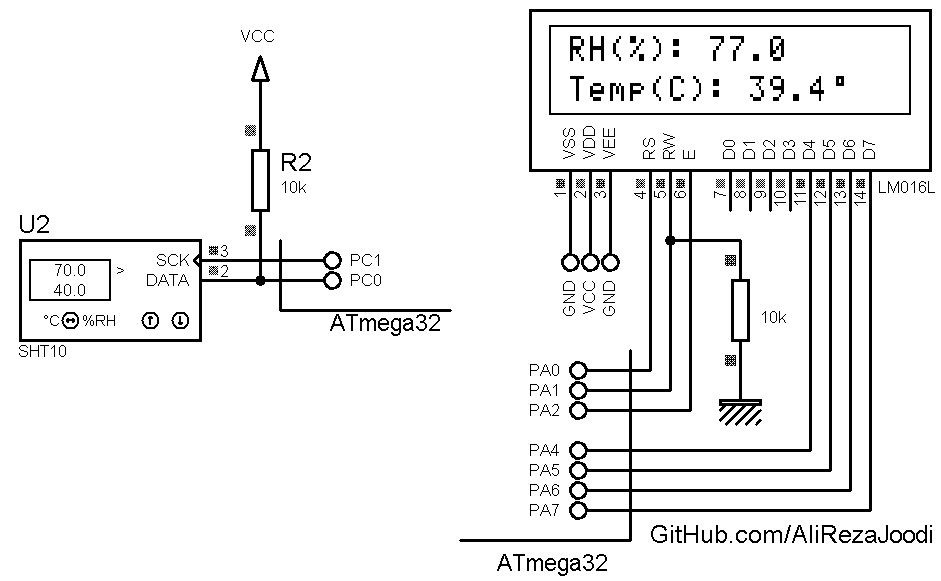 VCC
R2
10k
U2
SCK
3
DATA
2
70.0
40.0
>
°C %RH
SHT10
PC1
PC0
ATmega32
RH(%): 77.0
Temp(C): 39.4°
VSS VDD VEE RS RW E D0 D1 D2 D3 D4 D5 D6 D7
1 2 3 4 5 6 7 8 9 10 11 12 13 14
LM016L
GND VCC GND
10k
PA0
PA1
PA2
PA4
PA5
PA6
PA7
GitHub.com/AliRezaJoodi
ATmega32